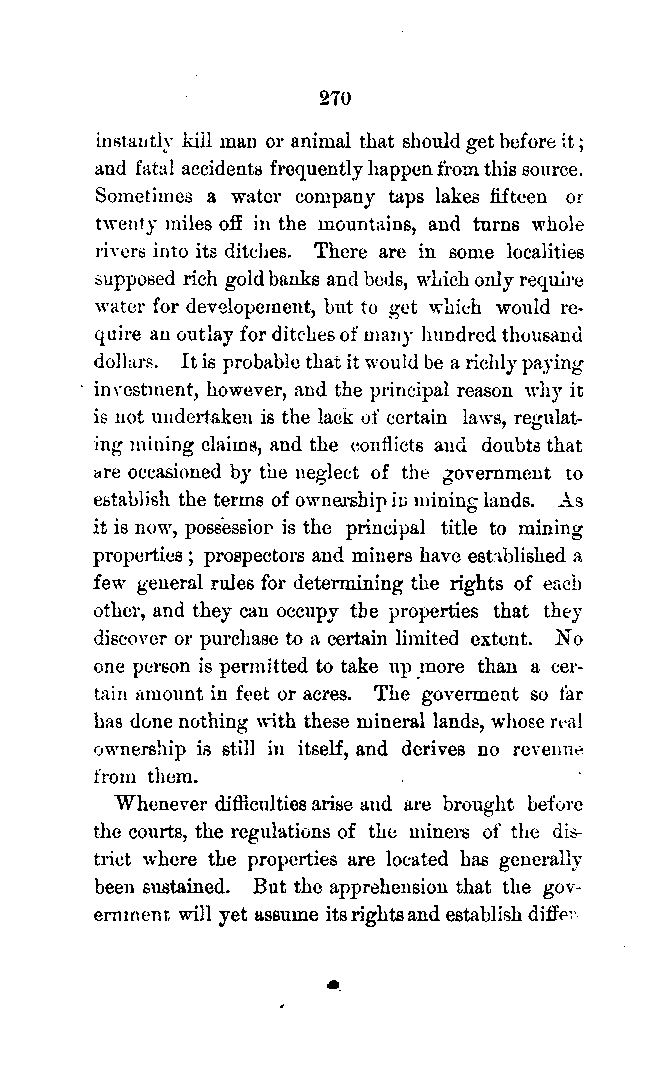 270
instantly kill man or animal that should get before it;
and fatal accidents frequently happen from this source.
Sometimes a water company taps lakes fifteen or
twenty miles off in the mountains, and turns whole
rivers into its ditches. There are in some localities
supposed rich gold banks and beds, which only require
water for developement, but to get which would re-
quire an outlay for ditches of many hundred thousand
dollars. It is probable that it would be a richly paying
investment, however, and the principal reason why it
is not undertaken is the lack of certain laws, regulat-
ing mining claims, and the conflicts and doubts that
are occasioned by the neglect of the government to
establish the terms of ownership in mining lands. As
it is now, possession is the principal title to mining
properties; prospectors and miners have established a
few general rules for determining the rights of each
other, and they can occupy the properties that they
discover or purchase to a certain limited extent. No
one person is permitted to take up more than a cer-
tain amount in feet or acres. The goverment so far
has done nothing with these mineral lands, whose real
ownership is still in itself, and derives no revenue
from them.
Whenever difficulties arise and are brought before
the courts, the regulations of the miners of the dis-
trict where the properties are located has generally
been sustained. But the apprehension that the gov-
ernment will yet assume its rights and establish differ-